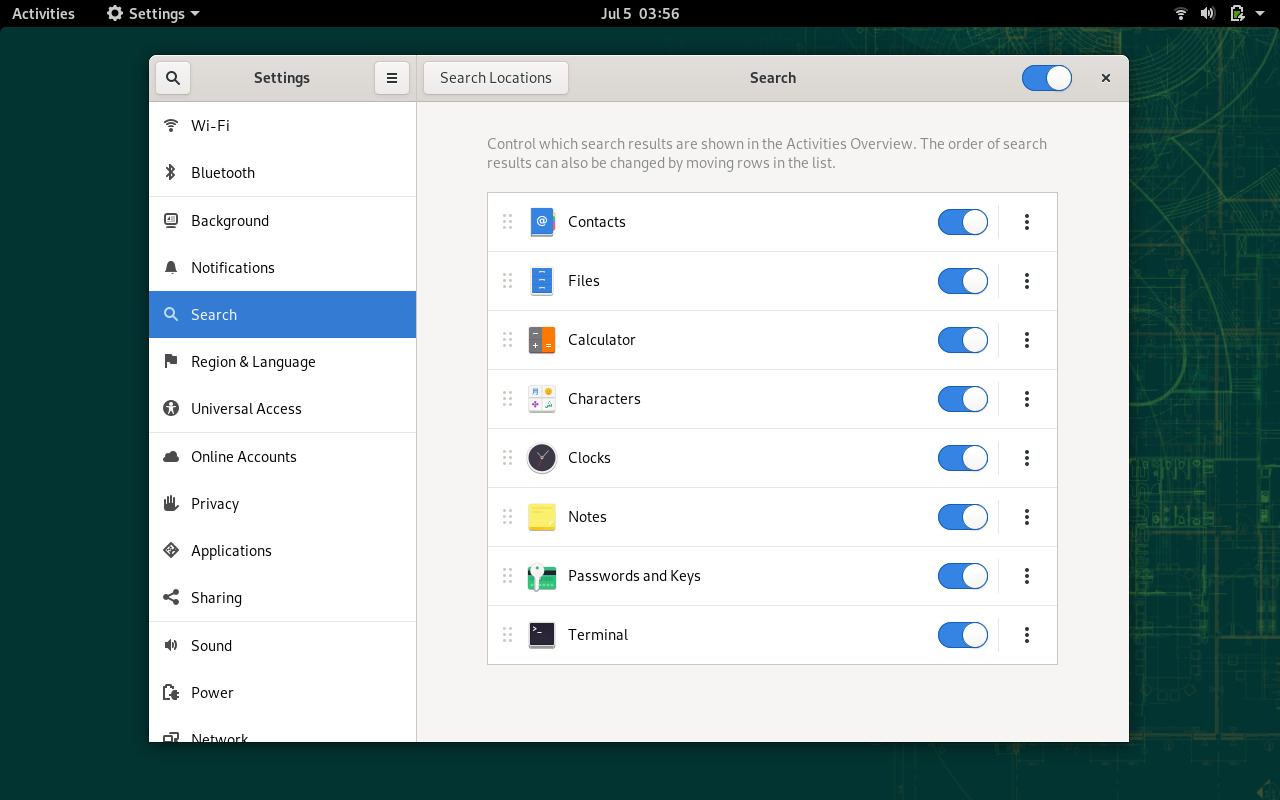 Activities
Settings
Jul 5 03:56
Settings
Search Locations
Search
Wi-Fi
Bluetooth
Background
Notifications
Search
Region & Language
Universal Access
Online Accounts
Privacy
Applications
Sharing
Sound
Power
Network
Control which search results are shown in the Activities Overview. The order of search
results can also be changed by moving rows in the list.
Contacts
Files
Calculator
Characters
Clocks
Notes
Passwords and Keys
Terminal